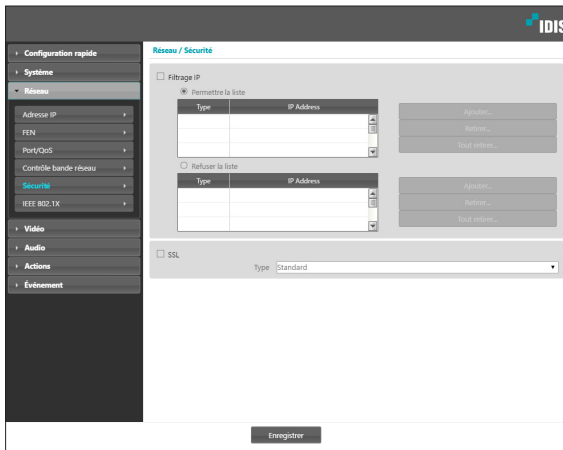 IDIS
Configuration rapide
Système
Réseau
Adresse IP
FEN
Port/QoS
Contrôle bande réseau
Sécurité
IEEE 802.1X
Vidéo
Audio
Actions
Événement
Réseau / Sécurité
Filtrage IP
Permettre la liste
Type IP Address
Ajouter...
Retirer...
Tout retirer...
Refuser la liste
Type IP Address
Ajouter...
Retirer...
Tout retirer...
SSL
Type Standard
Enregistrer